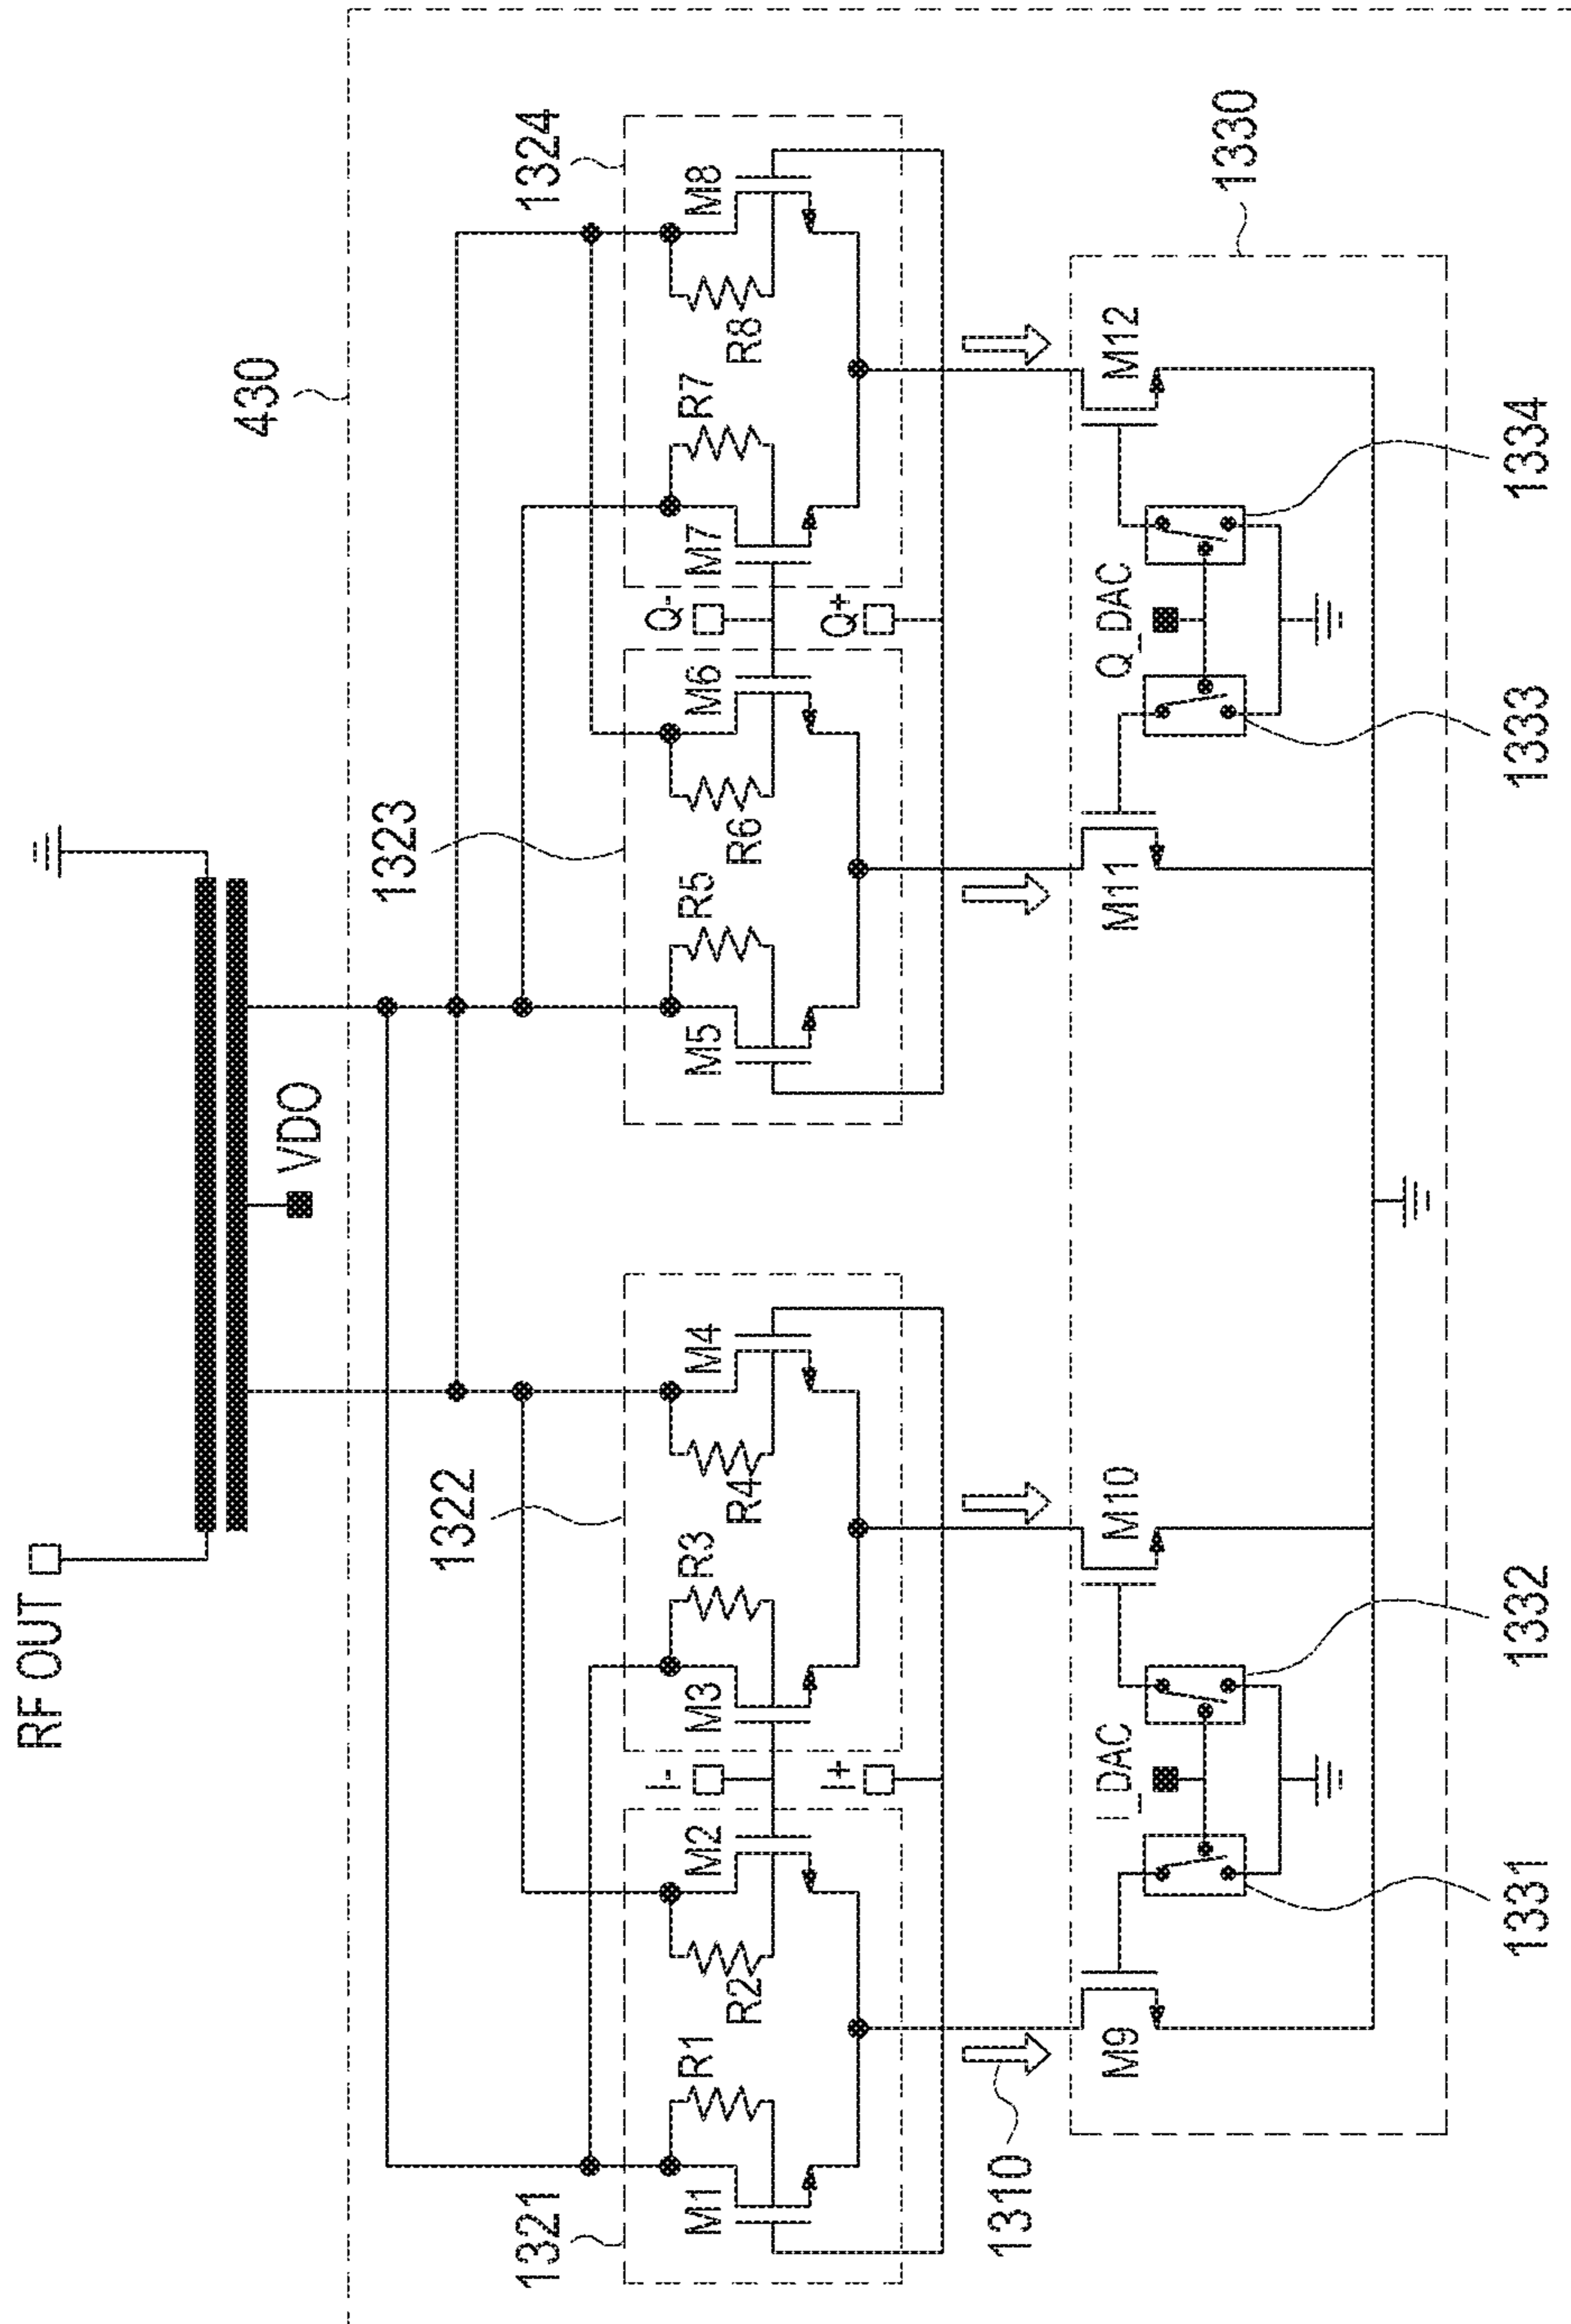 RF OUT
VDO
430
1321
1322
1323
1324
M1
R1
R2
M2
I-
I+
M3
R3
R4
M4
M5
R5
R6
M6
Q-
Q+
M7
R7
R8
M8
1310
M9
I_DAC
M10
M11
Q_DAC
M12
1330
1331
1332
1333
1334